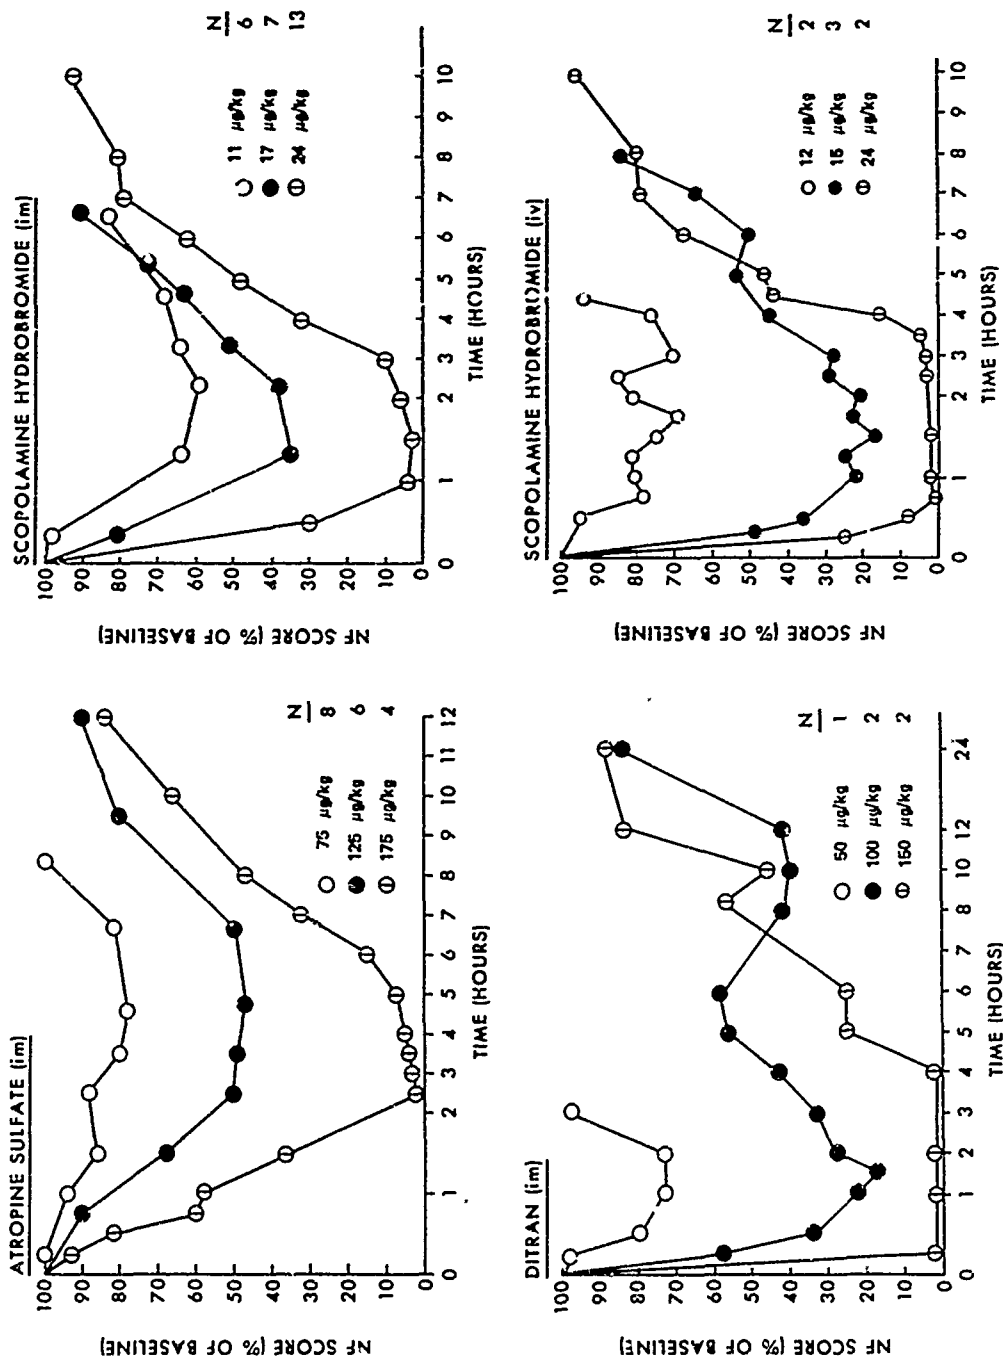 ATROPINE SULFATE (im)
NF SCORE (% OF BASELINE)
100
90
80
70
60
50
40
30
20
10
0
0 1 2 3 4 5 6 7 8 9 10 12
TIME (HOURS)
N
75 µg/kg 8
125 µg/kg 6
175 µg/kg 4
SCOPOLAMINE HYDROBROMIDE (im)
NF SCORE (% OF BASELINE)
100
90
80
70
60
50
40
30
20
10
0
0 1 2 3 4 5 6 7 8 9 10
TIME (HOURS)
N
11 µg/kg 6
17 µg/kg 7
24 µg/kg 13
DITRAN (im)
NF SCORE (% OF BASELINE)
100
90
80
70
60
50
40
30
20
10
0
0 1 2 3 4 5 6 7 8 10 12 24
TIME (HOURS)
N
50 µg/kg 1
100 µg/kg 2
150 µg/kg 2
SCOPOLAMINE HYDROBROMIDE (iv)
NF SCORE (% OF BASELINE)
100
90
80
70
60
50
40
30
20
10
0
0 1 2 3 4 5 6 7 8 9 10
TIME (HOURS)
N
12 µg/kg 2
15 µg/kg 3
24 µg/kg 2